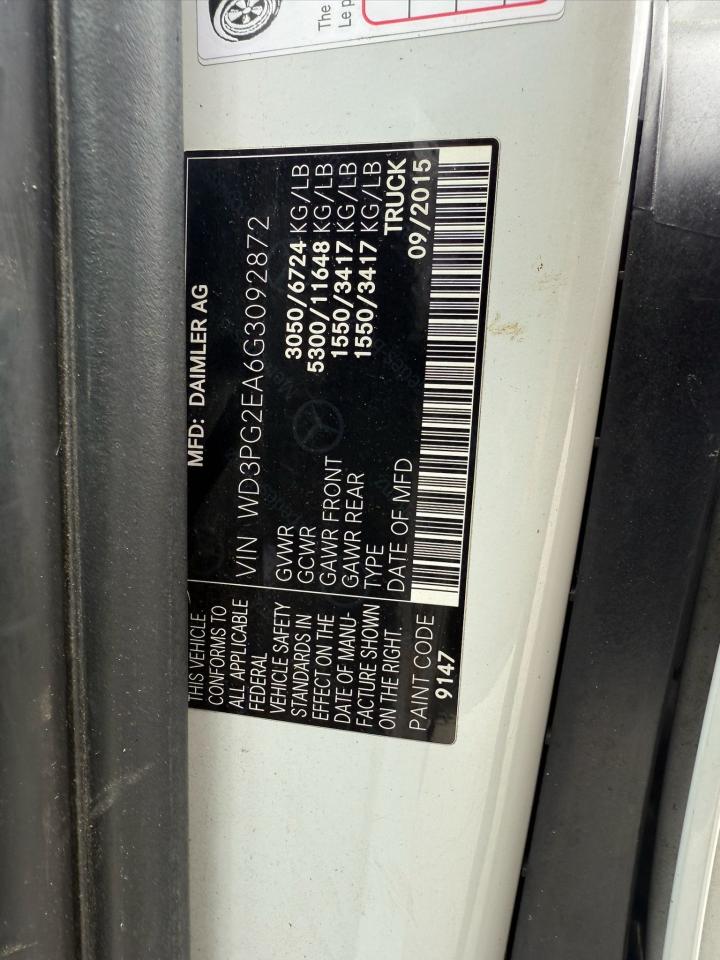 The
Le p
MFD: DAIMLER AG
VIN WD3PG2EA6G3092872
GVWR 3050/6724 KG/LB
GCWR 5300/11648 KG/LB
GAWR FRONT 1550/3417 KG/LB
GAWR REAR 1550/3417 KG/LB
TYPE TRUCK
DATE OF MFD 09/2015
THIS VEHICLE
CONFORMS TO
ALL APPLICABLE
FEDERAL
VEHICLE SAFETY
STANDARDS IN
EFFECT ON THE
DATE OF MANU-
FACTURE SHOWN
ON THE RIGHT.
PAINT CODE
9147